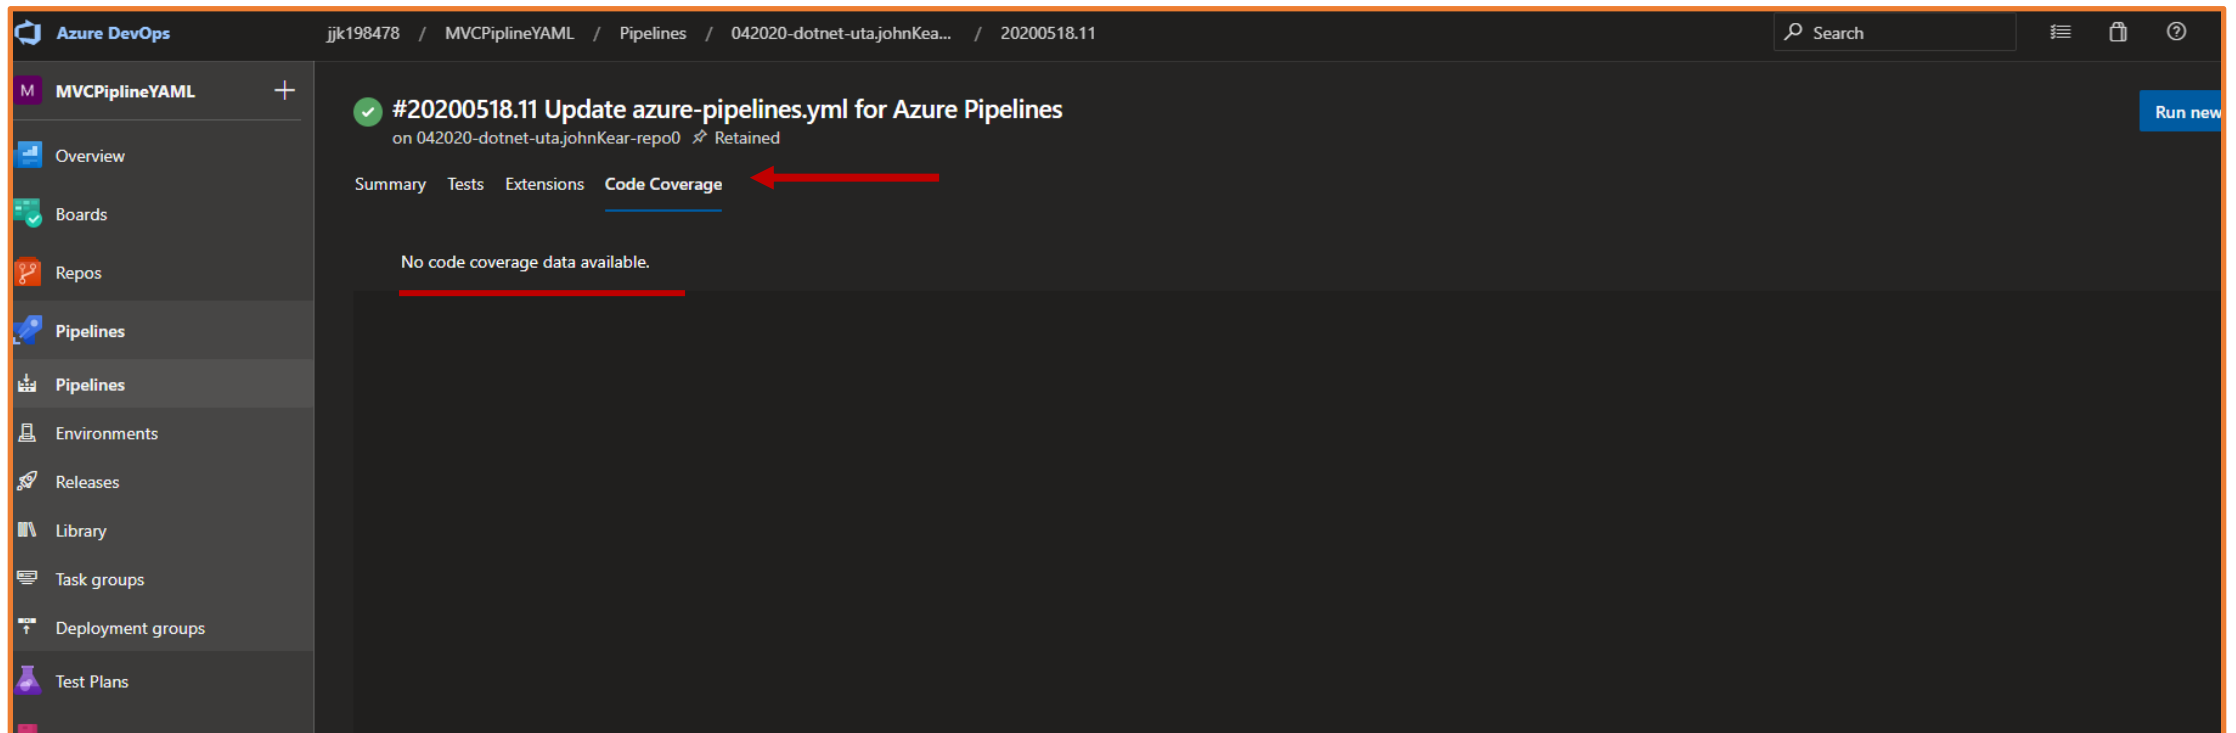 Azure DevOps
jjk198478 / MVCPiplineYAML / Pipelines / 042020-dotnet-uta.johnKea... / 20200518.11
Search
M MVCPiplineYAML
Overview
Boards
Repos
Pipelines
Pipelines
Environments
Releases
Library
Task groups
Deployment groups
Test Plans
#20200518.11 Update azure-pipelines.yml for Azure Pipelines
on 042020-dotnet-uta.johnKear-repo0 Retained
Run new
Summary Tests Extensions Code Coverage
No code coverage data available.